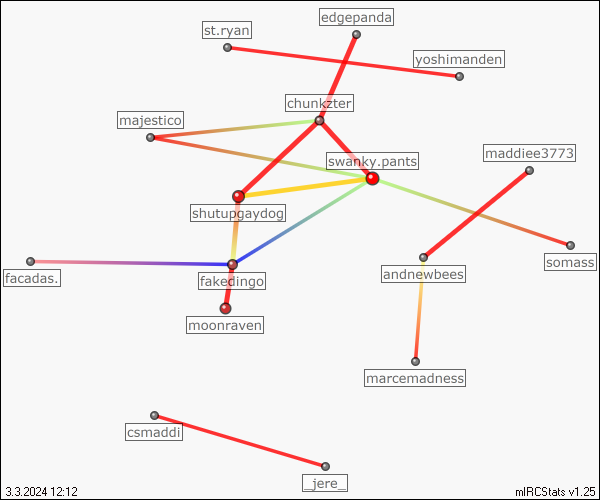 edgepanda
st.ryan
yoshimanden
chunkzter
majestico
maddiee3773
swanky.pants
shutupgaydog
somass
andnewbees
facadas.
fakedingo
moonraven
marcemadness
csmaddi
_jere_
3.3.2024 12:12
mIRCStats v1.25